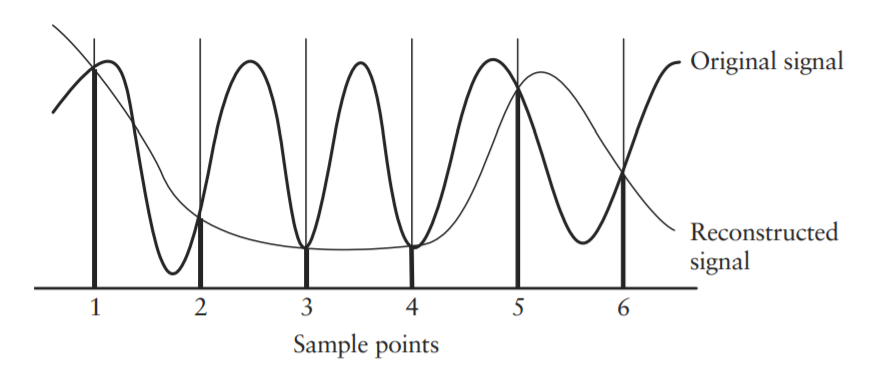 Original signal
Reconstructed
signal
1 2 3 4 5 6
Sample points